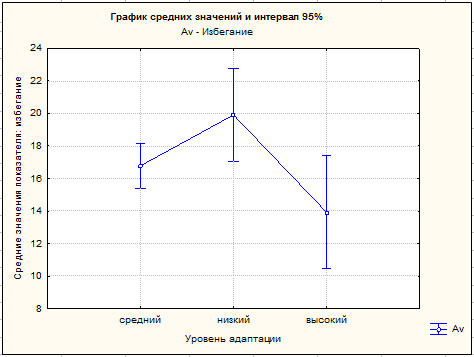 График средних значений и интервал 95%
Av - Избегание
Средние значения показателя: избегание
24
22
20
18
16
14
12
10
8
средний низкий высокий
Уровень адаптации
Av